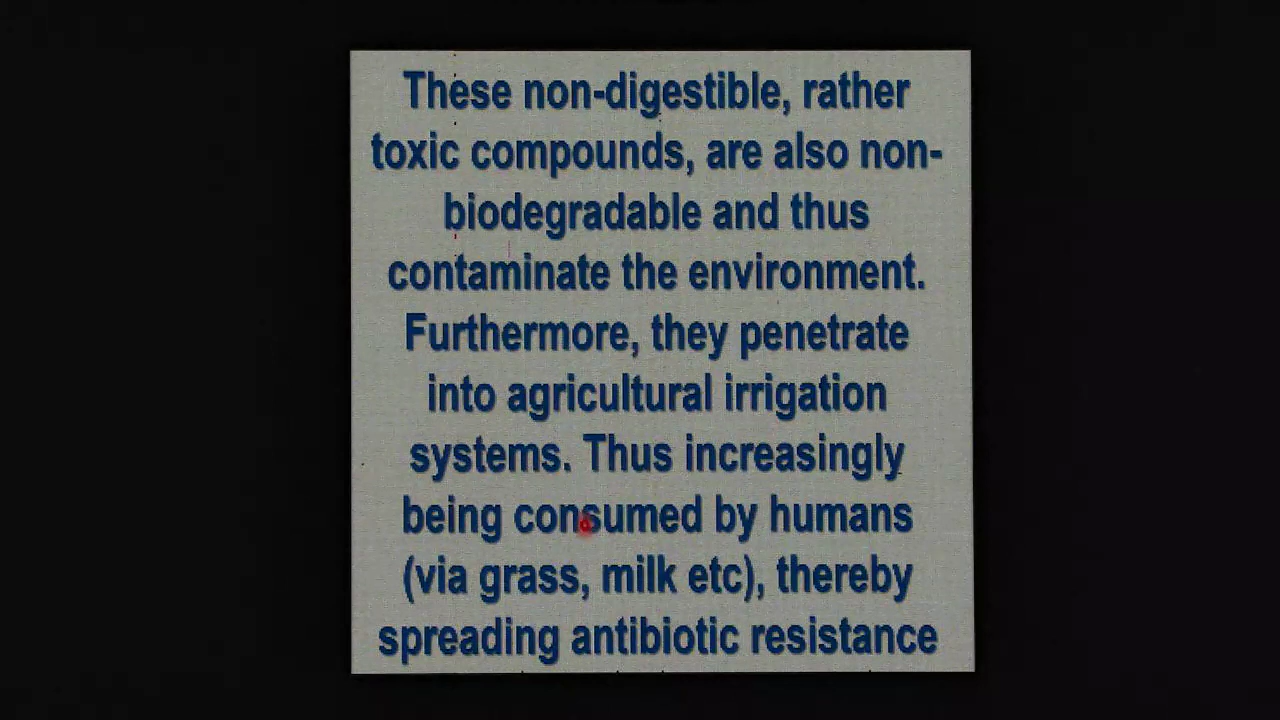 These non-digestible, rather
toxic compounds, are also non-
biodegradable and thus
contaminate the environment.
Furthermore, they penetrate
into agricultural irrigation
systems. Thus increasingly
being consumed by humans
(via grass, milk etc), thereby
spreading antibiotic resistance